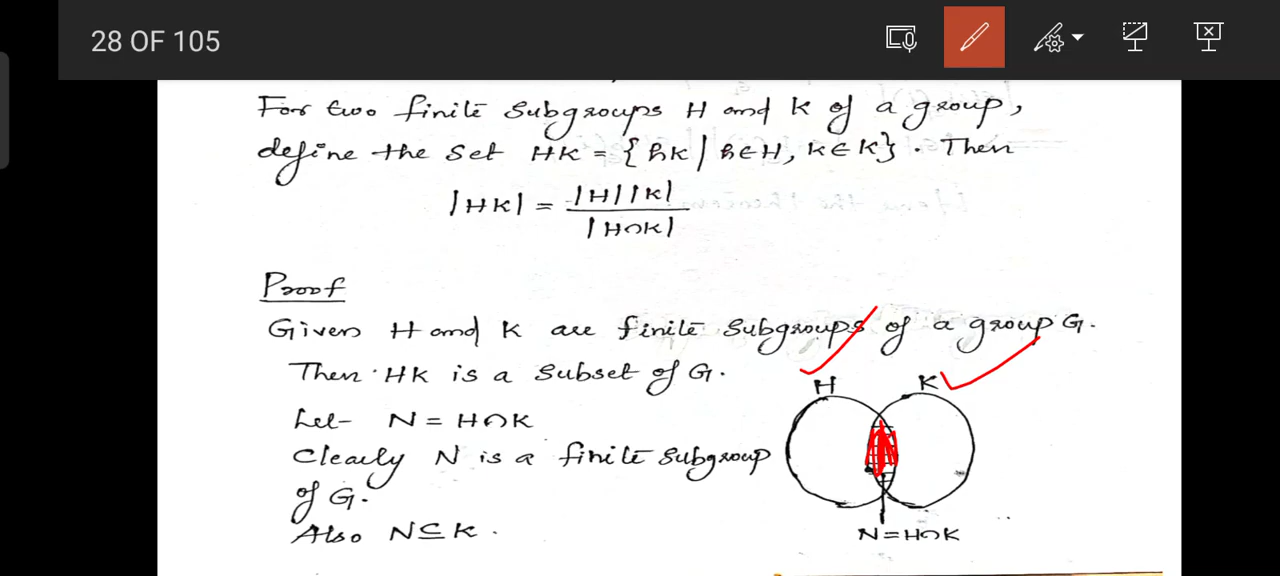 28 OF 105
For two finite subgroups H and K of a group,
define the set HK = {hk | h∈H, k∈K}. Then
|HK| = |H||K| / |H∩K|
Proof
Given H and K are finite subgroups of a group G.
Then HK is a subset of G.
H K
Let N = H∩K
Clearly N is a finite subgroup
of G.
Also N⊆K.
N=H∩K